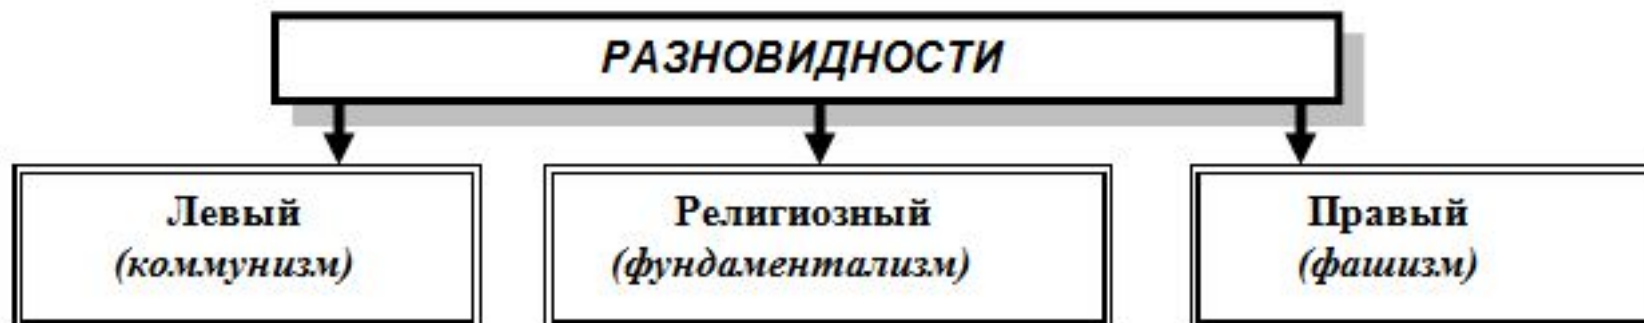 РАЗНОВИДНОСТИ
Левый
(коммунизм)
Религиозный
(фундаментализм)
Правый
(фашизм)